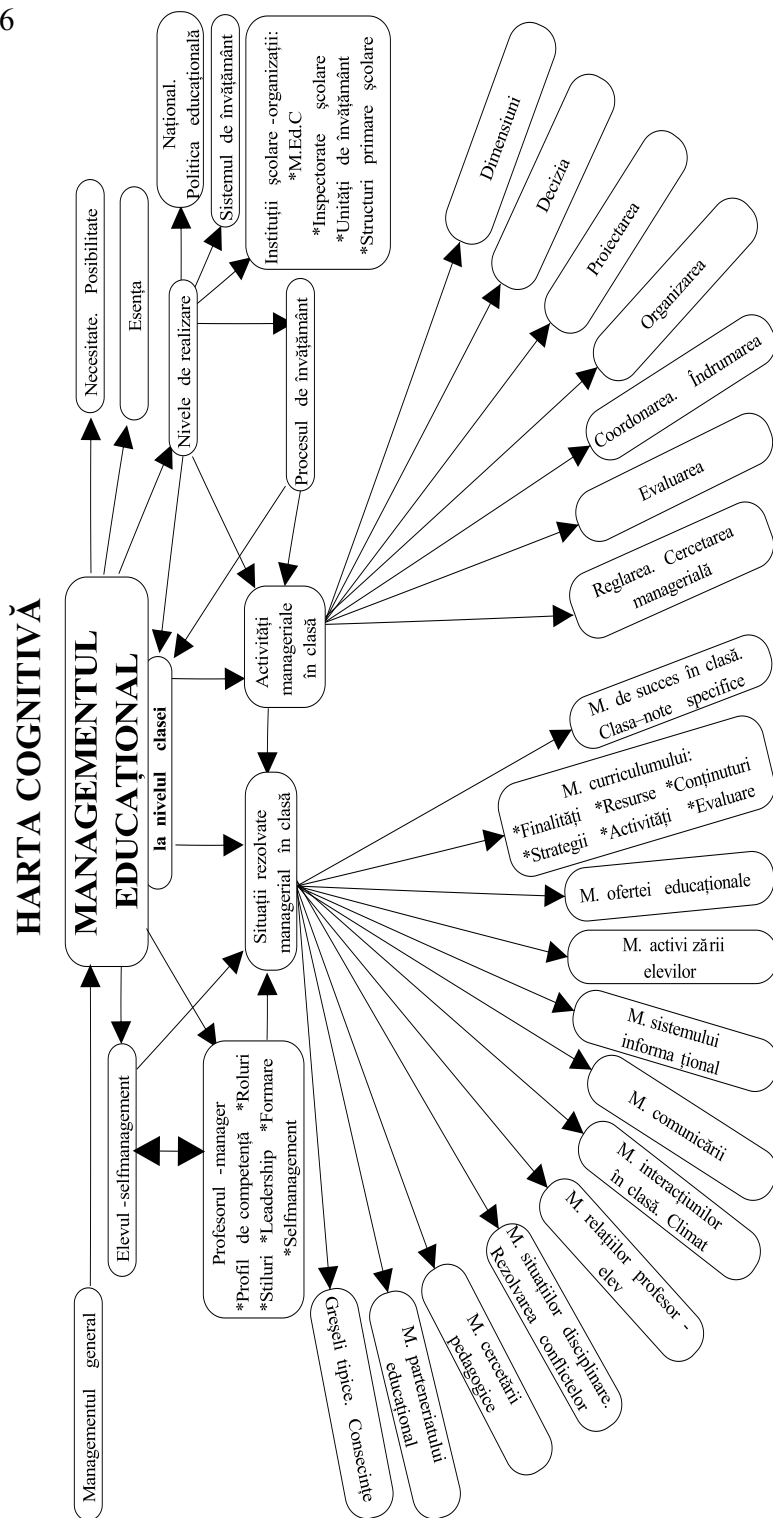 6
HARTA COGNITIVĂ
MANAGEMENTUL
EDUCAȚIONAL
la nivelul clasei
Managementul general
Necesitate. Posibilitate
Esența
Nivele de realizare
Național.
Politica educațională
Sistemul de învățământ
Instituții școlare -organizații:
*M.Ed.C
*Inspectorate școlare
*Unități de învățământ
*Structuri primare școlare
Procesul de învățământ
Elevul -selfmanagement
Profesorul -manager
*Profil de competență *Roluri
*Stiluri *Leadership *Formare
*Selfmanagement
Situații rezolvate
managerial în clasă
Activități
manageriale
în clasă
Greșeli tipice. Consecințe
M. parteneriatului
educațional
M. cercetării
pedagogice
M. situațiilor disciplinare.
Rezolvarea conflictelor
M. relațiilor profesor -
elev
M. interacțiunilor
în clasă. Climat
M. comunicării
M. sistemului
informa țional
M. activi zării
elevilor
M. ofertei educaționale
M. curriculumului:
*Finalități *Resurse *Conținuturi
*Strategii *Activități *Evaluare
M. de succes în clasă.
Clasa–note specifice
Reglarea. Cercetarea
managerială
Evaluarea
Coordonarea. Îndrumarea
Organizarea
Proiectarea
Decizia
Dimensiuni